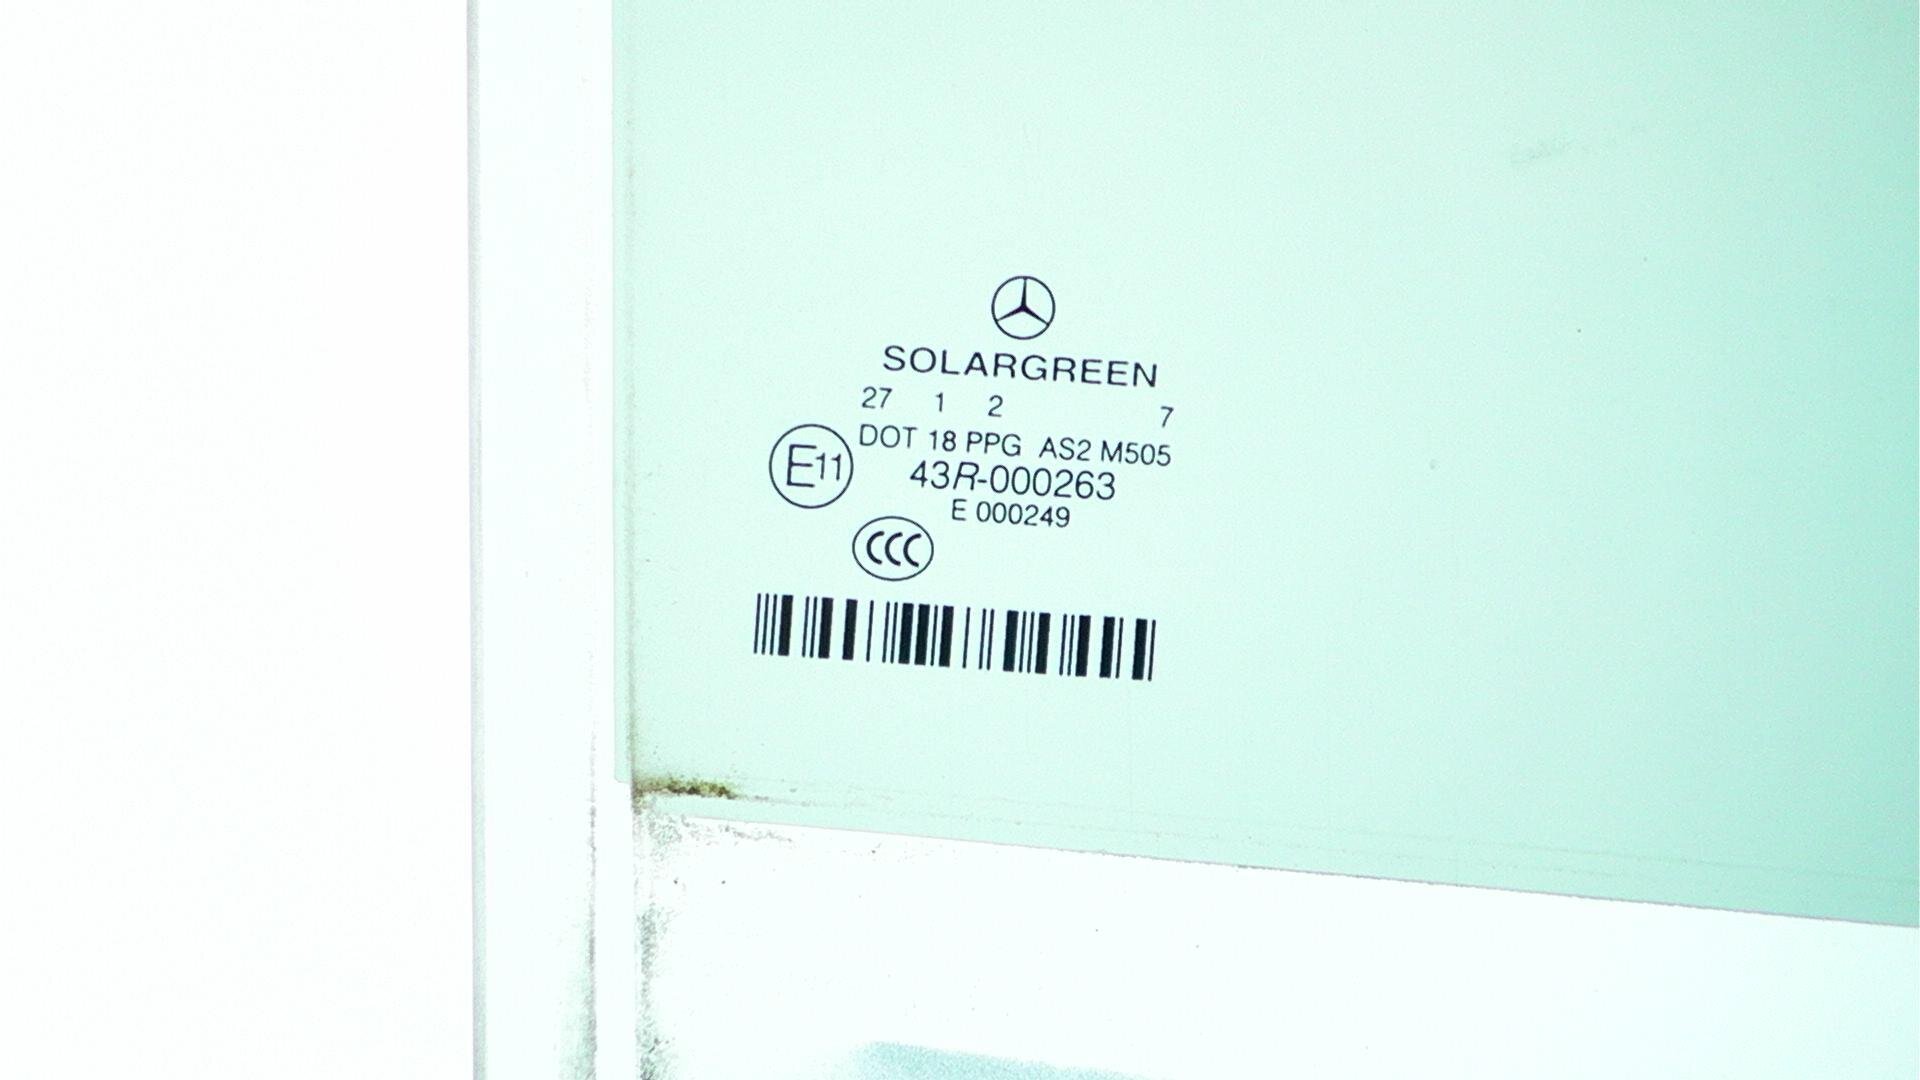 SOLARGREEN
27 1 2 7
DOT 18 PPG AS2 M505
E11
43R-000263
E 000249
CCC